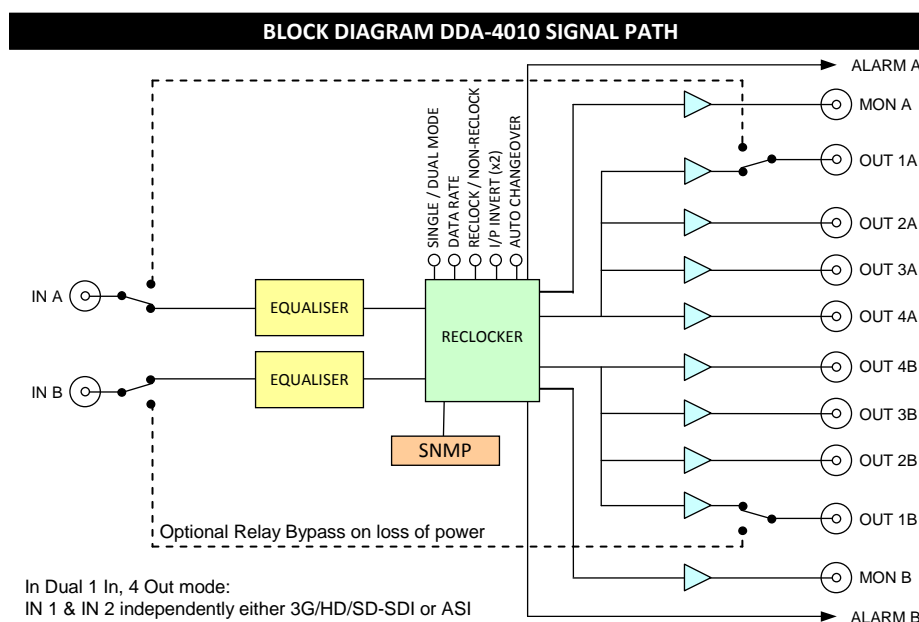 BLOCK DIAGRAM DDA-4010 SIGNAL PATH
ALARM A
MON A
OUT 1A
OUT 2A
OUT 3A
OUT 4A
OUT 4B
OUT 3B
OUT 2B
OUT 1B
MON B
ALARM B
SINGLE / DUAL MODE
DATA RATE
RECLOCK / NON-RECLOCK
I/P INVERT (x2)
AUTO CHANGEOVER
IN A
EQUALISER
RECLOCKER
IN B
EQUALISER
SNMP
Optional Relay Bypass on loss of power
In Dual 1 In, 4 Out mode:
IN 1 & IN 2 independently either 3G/HD/SD-SDI or ASI